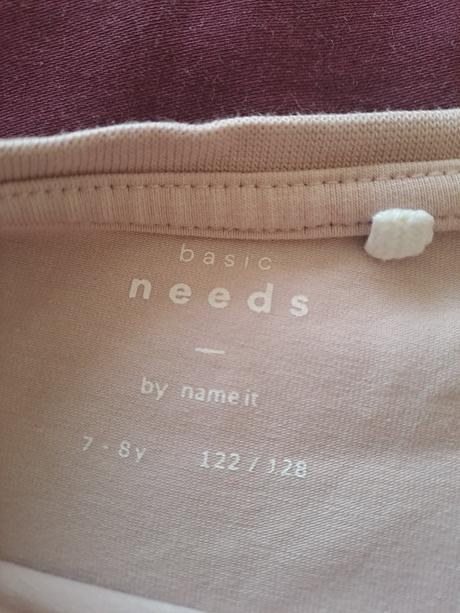 basic
needs
—
by name it
7 - 8y 122 / 128